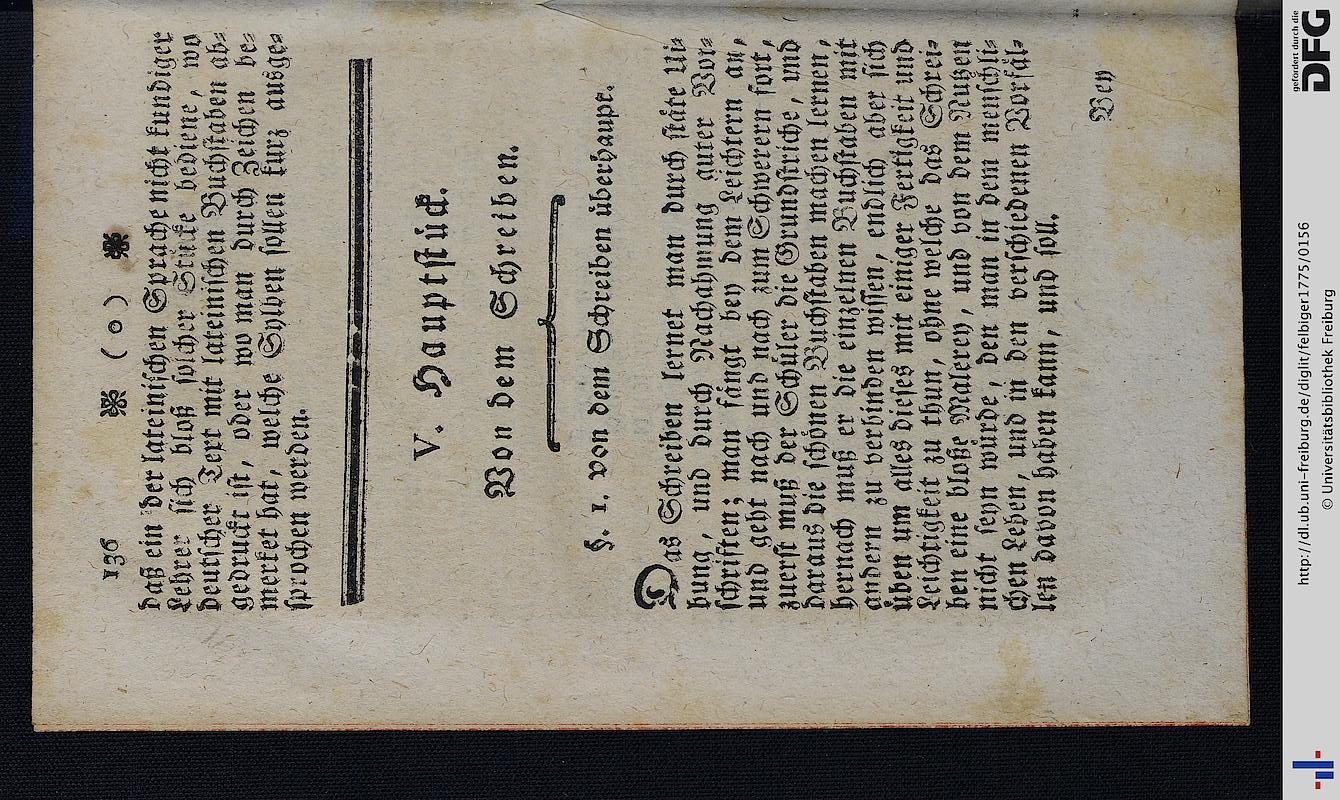 136 ❋ ( o ) ❋
daß ein der lateinischen Sprache nicht kundiger
Lehrer sich bloß solcher Stücke bediene, wo
deutscher Text mit lateinischen Buchstaben ab-
gedruckt ist, oder wo man durch Zeichen be-
merket hat, welche Sylben sollen kurz ausge-
sprochen werden.
V. Hauptstück.
Von dem Schreiben.
§. 1. von dem Schreiben überhaupt.
Das Schreiben lernet man durch stäte Ui-
bung, und durch Nachahmung guter Vor-
schriften; man fängt bey dem Leichtern an,
und geht nach und nach zum Schwerern fort,
zuerst muß der Schüler die Grundstriche, und
daraus die schönen Buchstaben machen lernen,
hernach muß er die einzelnen Buchstaben mit
andern zu verbinden wissen, endlich aber sich
üben um alles dieses mit einiger Fertigkeit und
Leichtigkeit zu thun, ohne welche das Schrei-
ben eine bloße Malerey, und von dem Nutzen
nicht seyn würde, den man in dem menschli-
chen Leben, und in den verschiedenen Vorfäl-
len davon haben kann, und soll.
Bey
http://dl.ub.uni-freiburg.de/diglit/felbiger1775/0156
© Universitätsbibliothek Freiburg
gefördert durch die
DFG